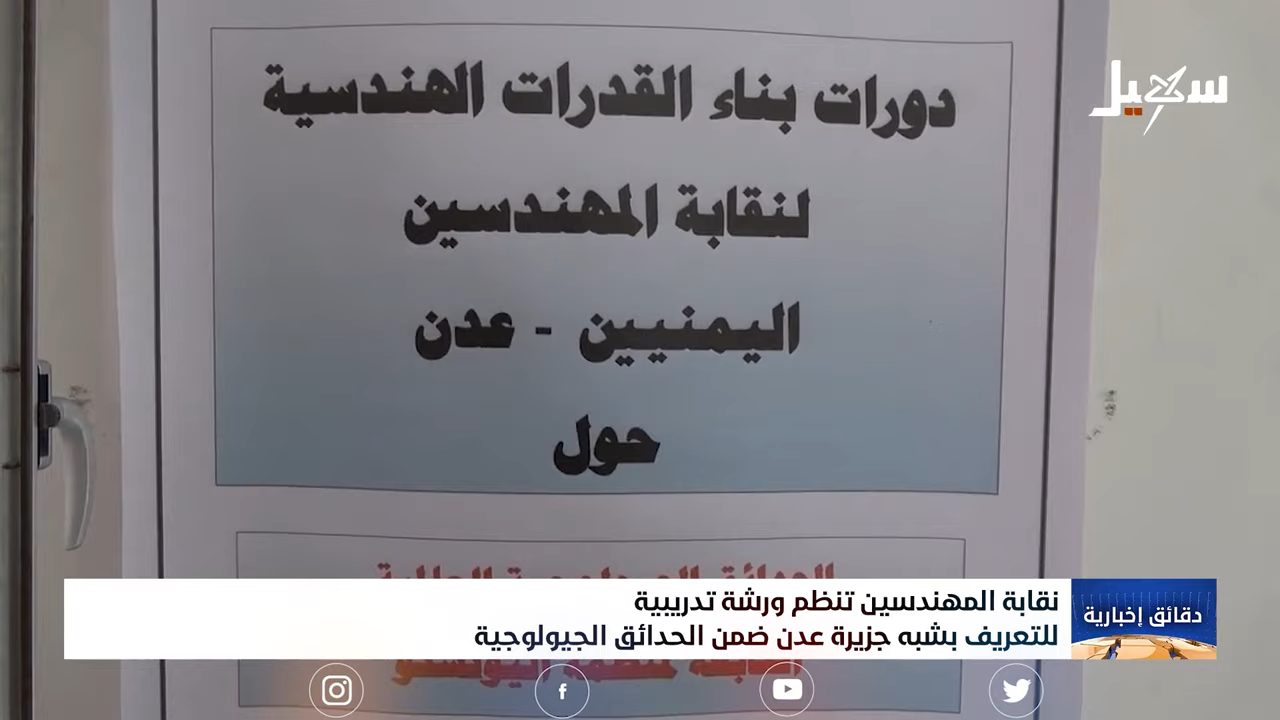 سهيل
دورات بناء القدرات الهندسية
لنقابة المهندسين
اليمنيين - عدن
حول
نقابة المهندسين تنظم ورشة تدريبية
للتعريف بشبه جزيرة عدن ضمن الحدائق الجيولوجية
دقائق إخبارية